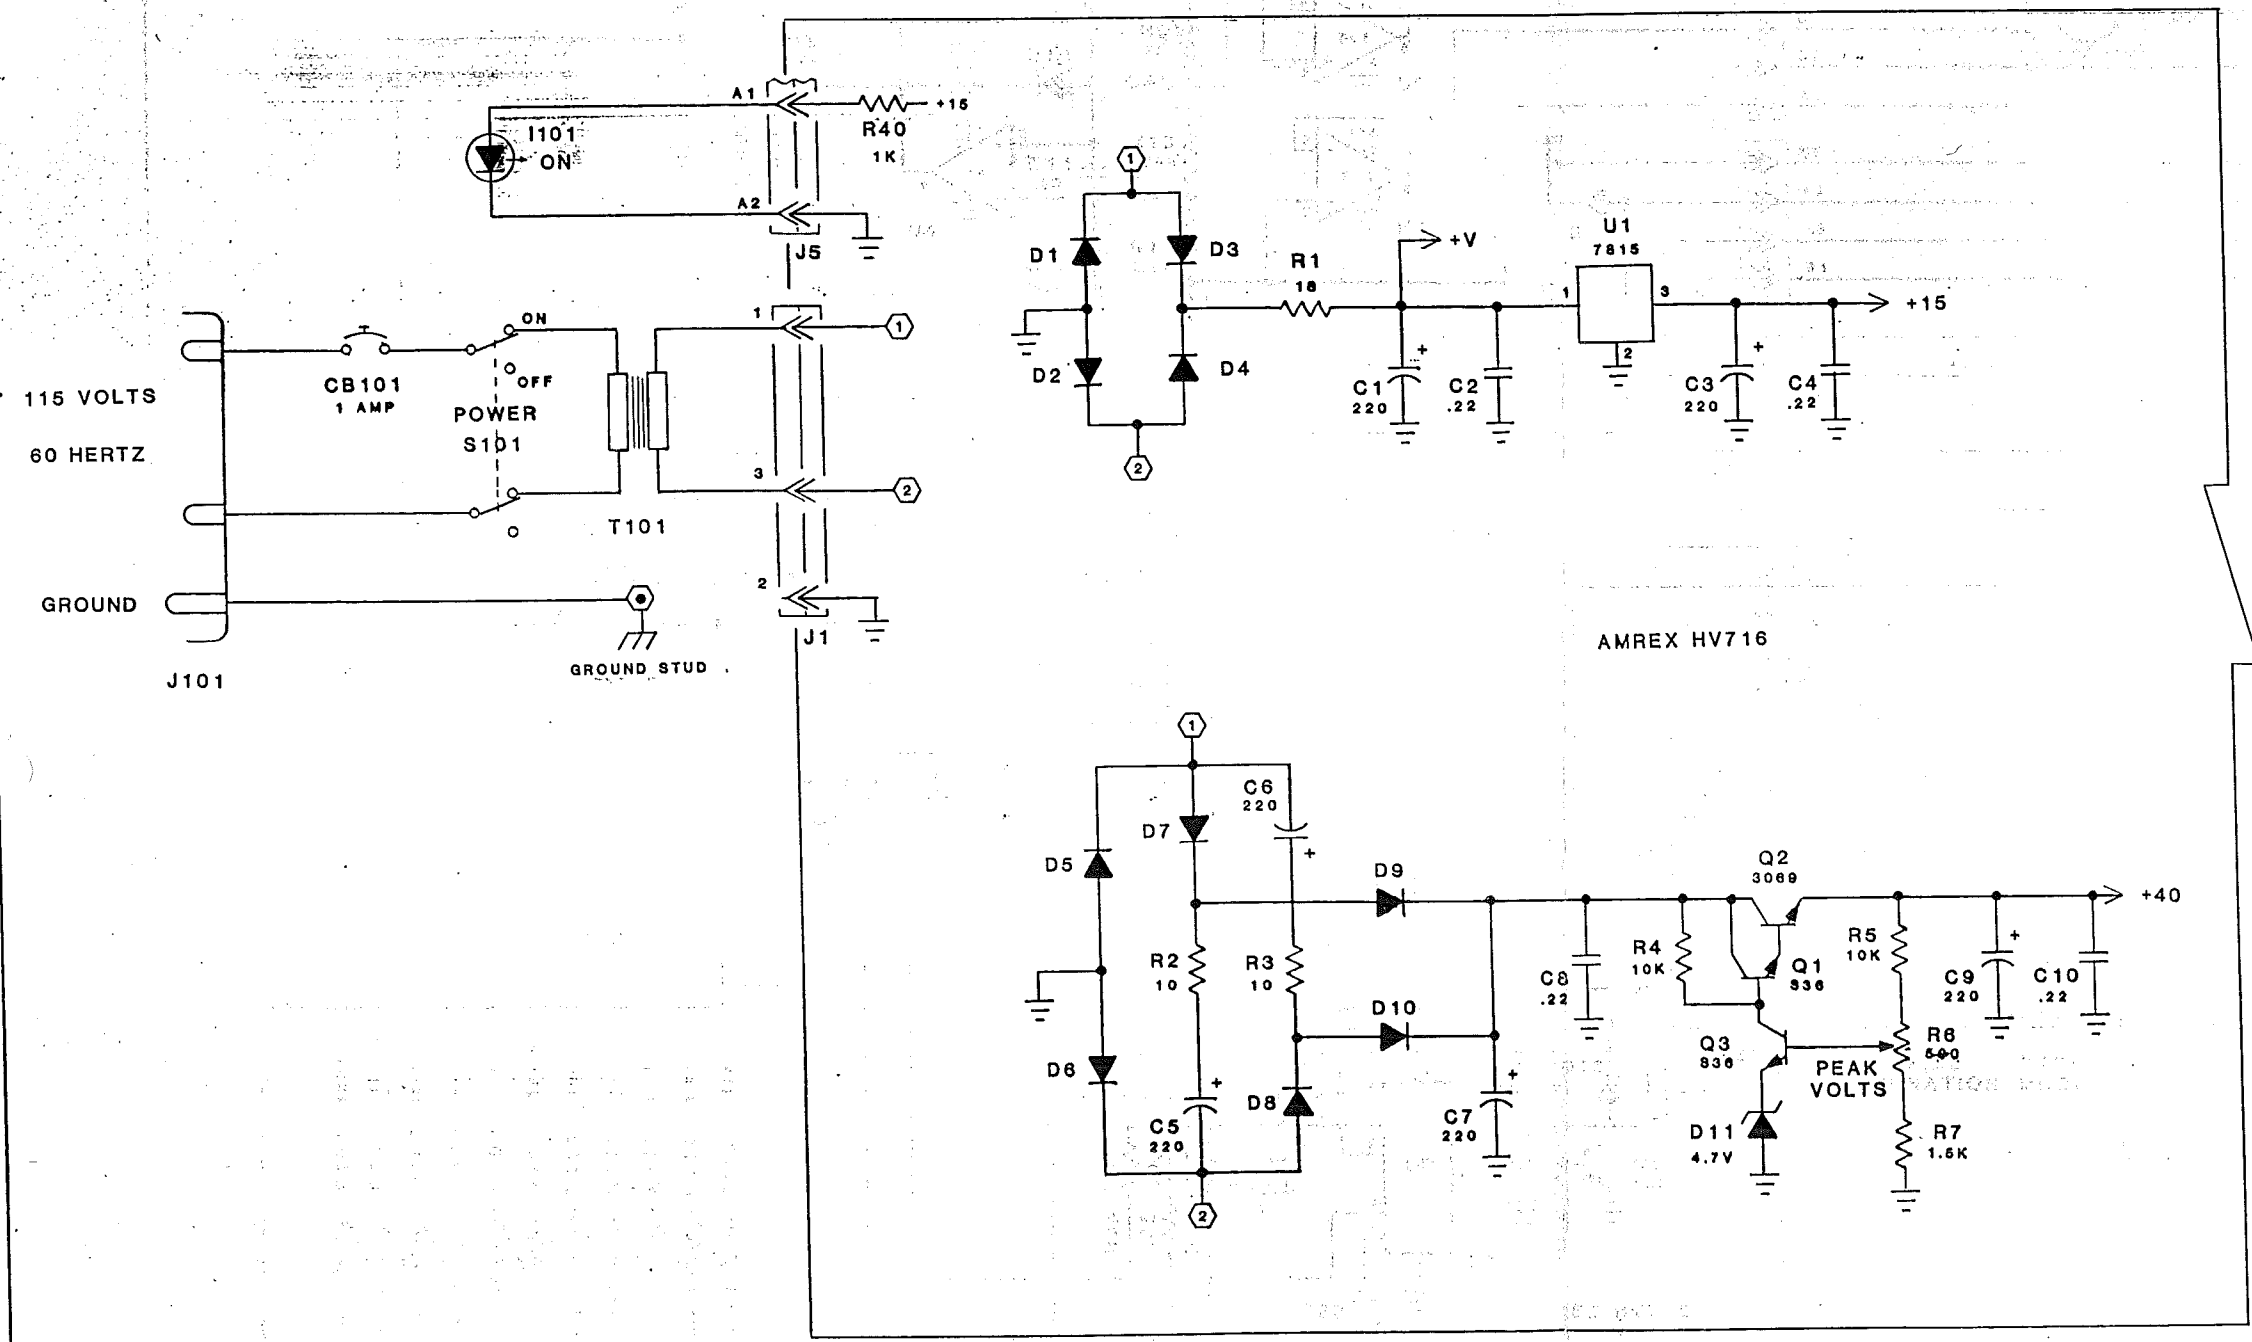 A1
+15
R40
1K
I101
ON
A2
J5
1
1
ON
OFF
CB101
1 AMP
POWER
S101
115 VOLTS
60 HERTZ
3
2
T101
2
GROUND
J1
GROUND STUD
J101
1
D1
D3
D2
D4
2
R1
18
+V
U1
7815
1
3
2
+15
C1
220
+
C2
.22
C3
220
+
C4
.22
AMREX HV716
1
C6
220
+
D7
D5
D9
R2
10
R3
10
D10
D6
C5
220
+
D8
C7
220
+
2
Q2
3069
+40
C8
.22
R4
10K
Q1
S36
R5
10K
C9
220
+
C10
.22
Q3
S36
PEAK
VOLTS
R6
500
D11
4.7V
R7
1.5K